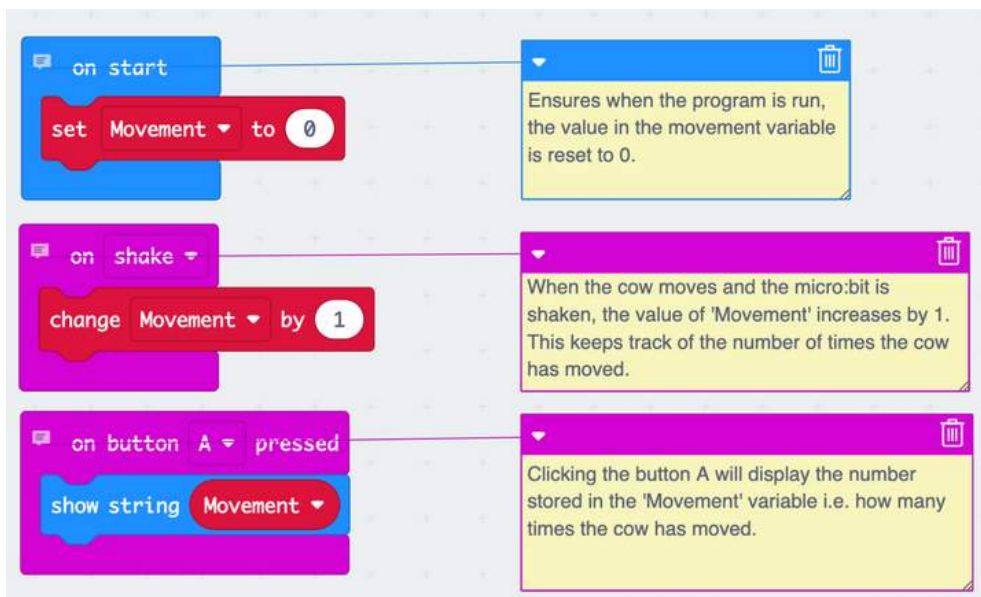 on start
set Movement to 0
Ensures when the program is run,
the value in the movement variable
is reset to 0.
on shake
change Movement by 1
When the cow moves and the micro:bit is
shaken, the value of 'Movement' increases by 1.
This keeps track of the number of times the cow
has moved.
on button A pressed
show string Movement
Clicking the button A will display the number
stored in the 'Movement' variable i.e. how many
times the cow has moved.